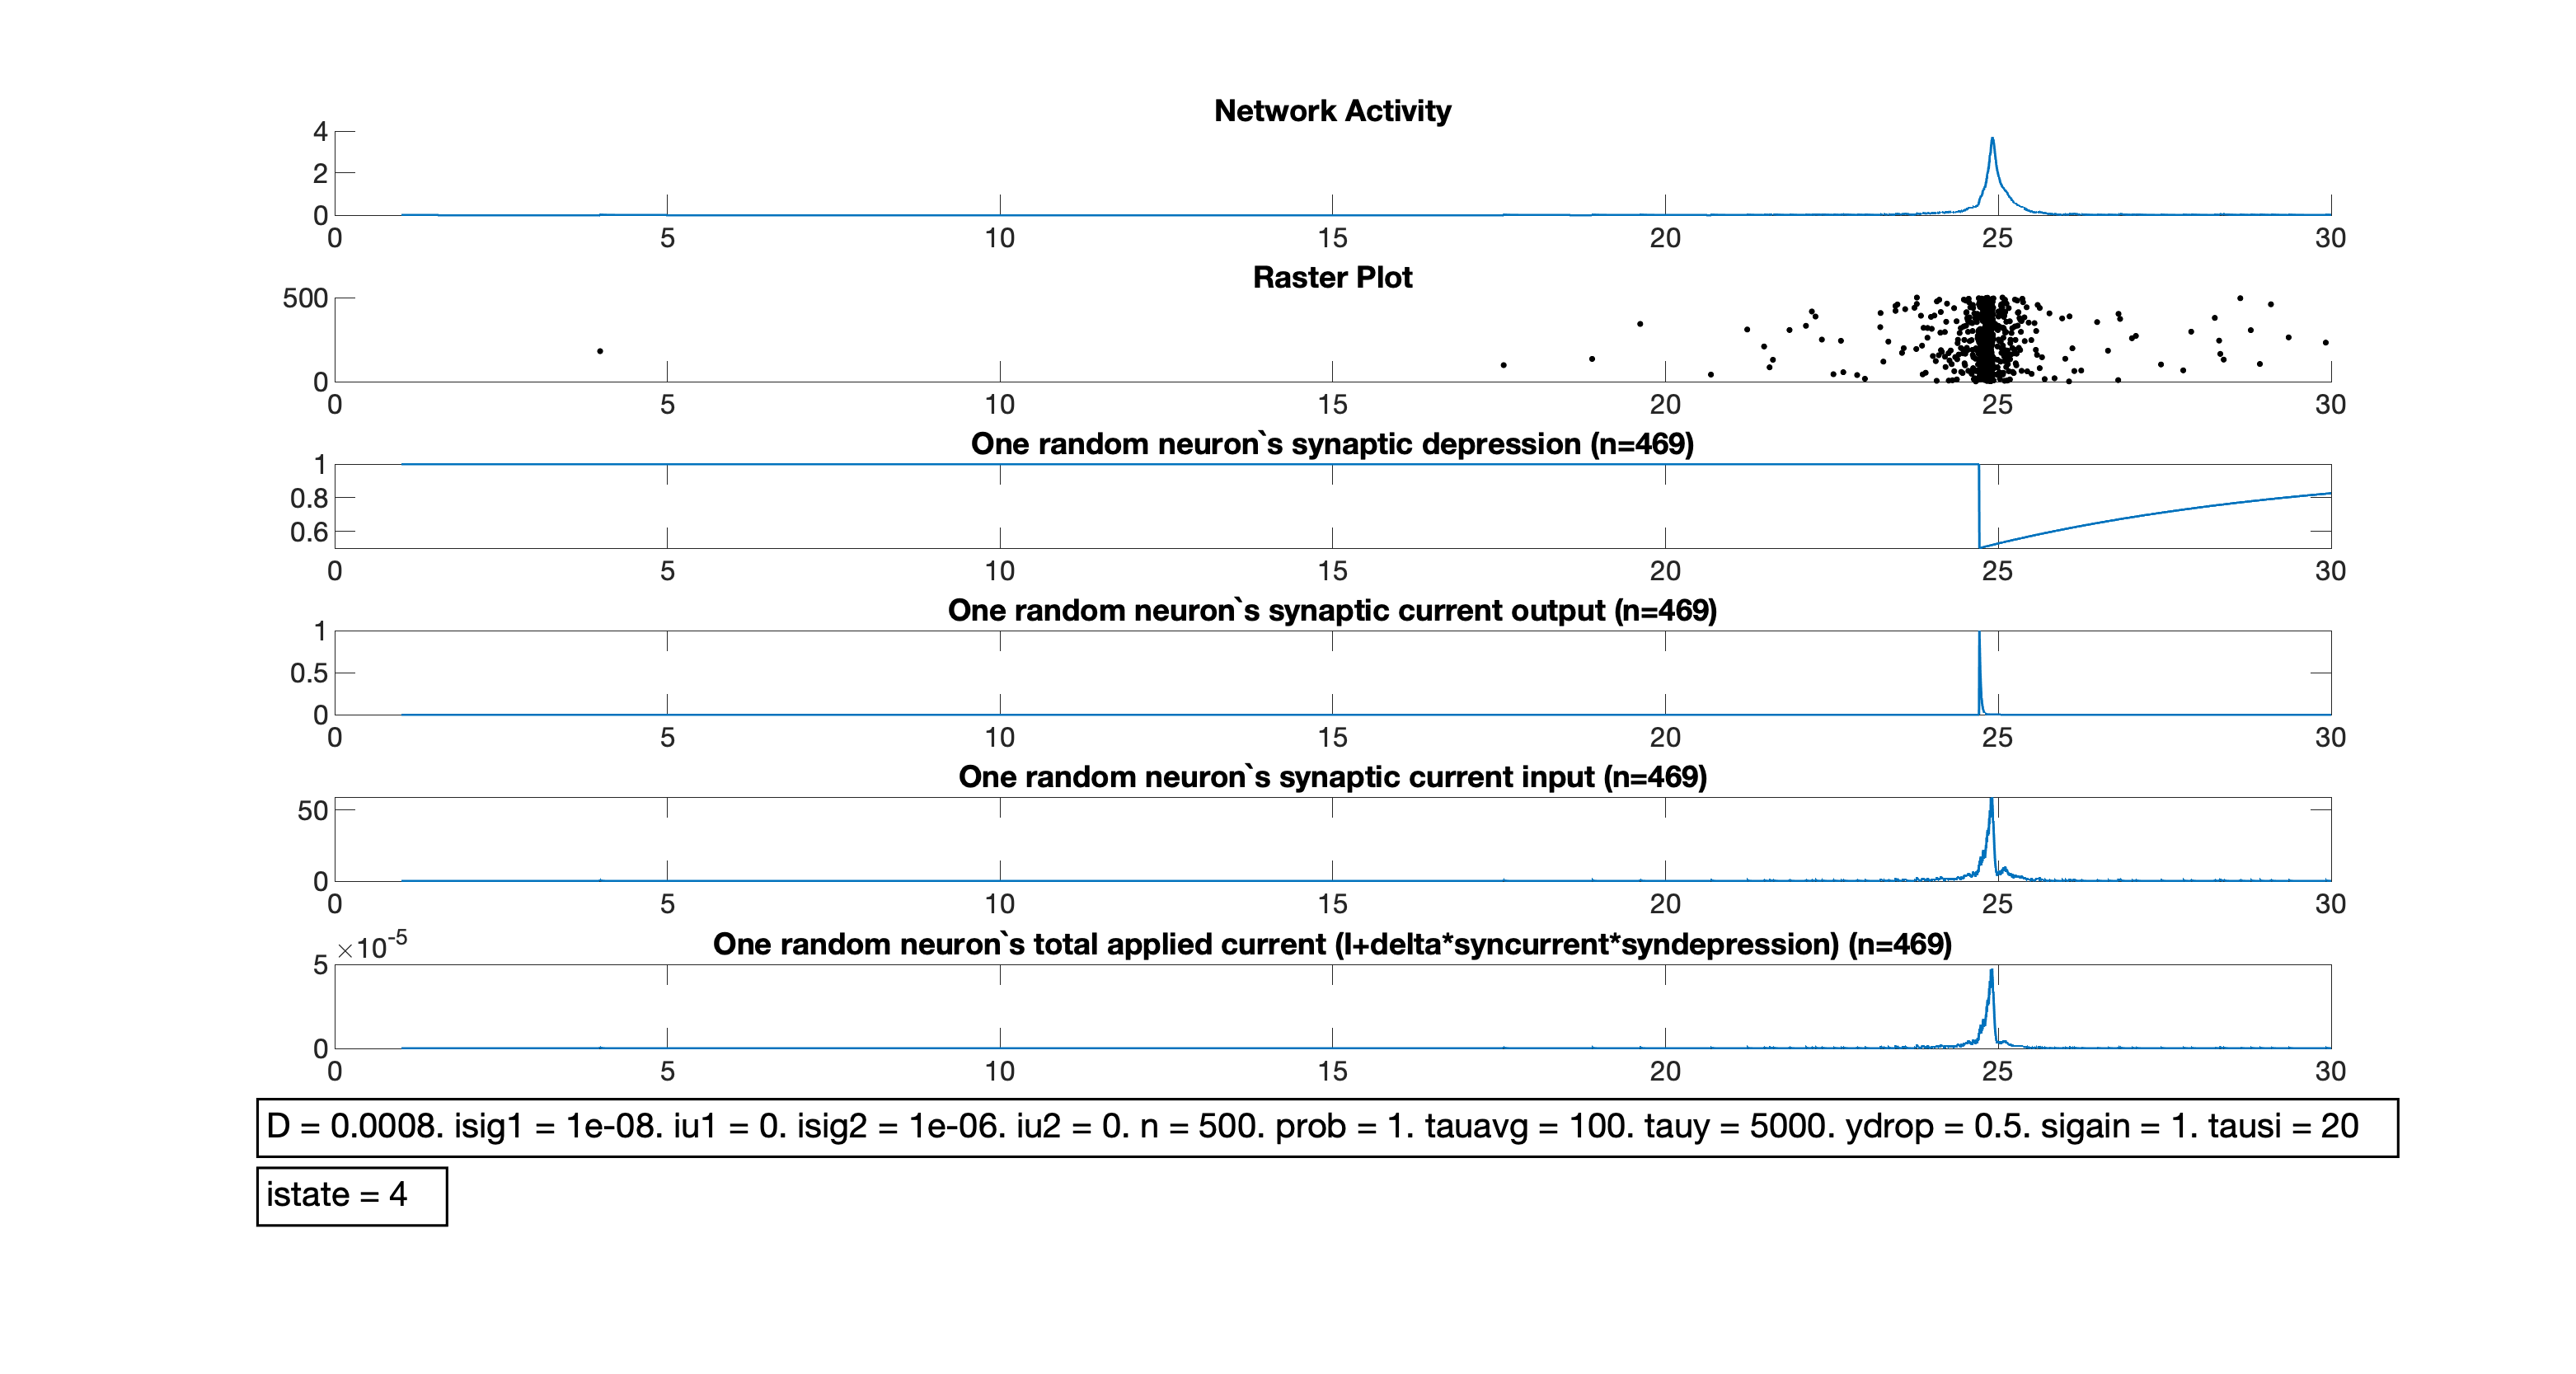 Network Activity
4
2
0
0 5 10 15 20 25 30
Raster Plot
500
0
0 5 10 15 20 25 30
One random neuron`s synaptic depression (n=469)
1
0.8
0.6
0 5 10 15 20 25 30
One random neuron`s synaptic current output (n=469)
1
0.5
0
0 5 10 15 20 25 30
One random neuron`s synaptic current input (n=469)
50
0
0 5 10 15 20 25 30
×10-5
One random neuron`s total applied current (I+delta*syncurrent*syndepression) (n=469)
5
0
0 5 10 15 20 25 30
D = 0.0008. isig1 = 1e-08. iu1 = 0. isig2 = 1e-06. iu2 = 0. n = 500. prob = 1. tauavg = 100. tauy = 5000. ydrop = 0.5. sigain = 1. tausi = 20
istate = 4